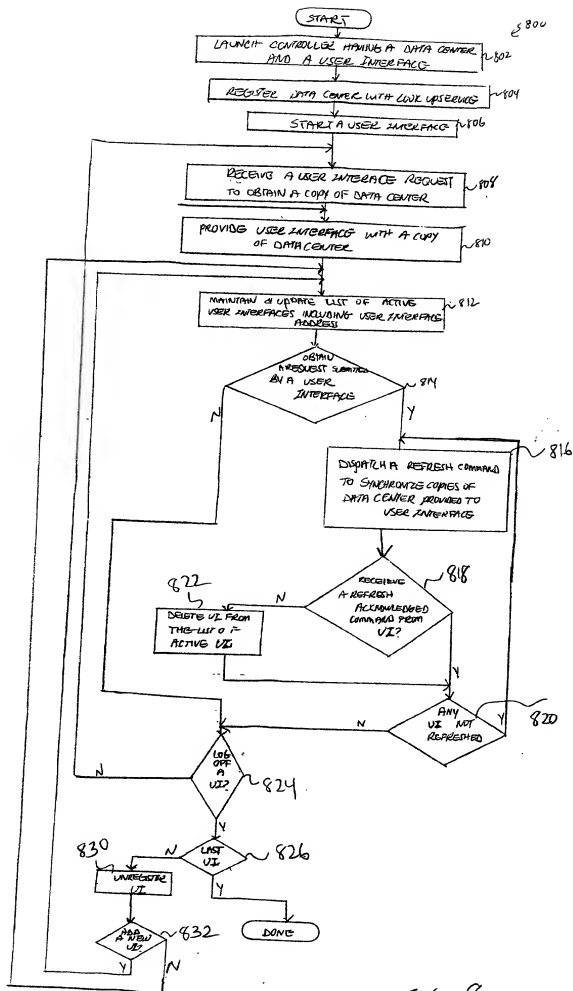 START
800
LAUNCH CONTROLLER HAVING A DATA CENTER
AND A USER INTERFACE
802
REGISTER DATA CENTER WITH LOOK UP SERVICE
804
START A USER INTERFACE
806
RECEIVE A USER INTERACE REQUEST
TO OBTAIN A COPY OF DATA CENTER
808
PROVIDE USER INTERFACE WITH A COPY
OF DATA CENTER
810
MAINTAIN & UPDATE LIST OF ACTIVE
USER INTERFACES INCLUDING USER INTERFACE
ADDRESS
812
OBTAIN
A REQUEST SUBMITTED
BY A USER
INTERFACE
814
N
Y
DISPATCH A REFRESH COMMAND
TO SYNCHRONIZE COPIES OF
DATA CENTER PROVIDED TO
USER INTERFACE
816
RECEIEVE
A REFRESH
ACKNOWLEDGED
COMMAND FROM
UI?
818
N
822
DELETE UI FROM
THE LIST OF
ACTIVE UI
Y
ANY
UI NOT
REFRESHED
Y
820
N
LOG
OFF
A
UI?
N
824
Y
LAST
UI
826
N
830
UNREGISTER
UI
Y
DONE
ADD
A NEW
UI?
832
Y
N